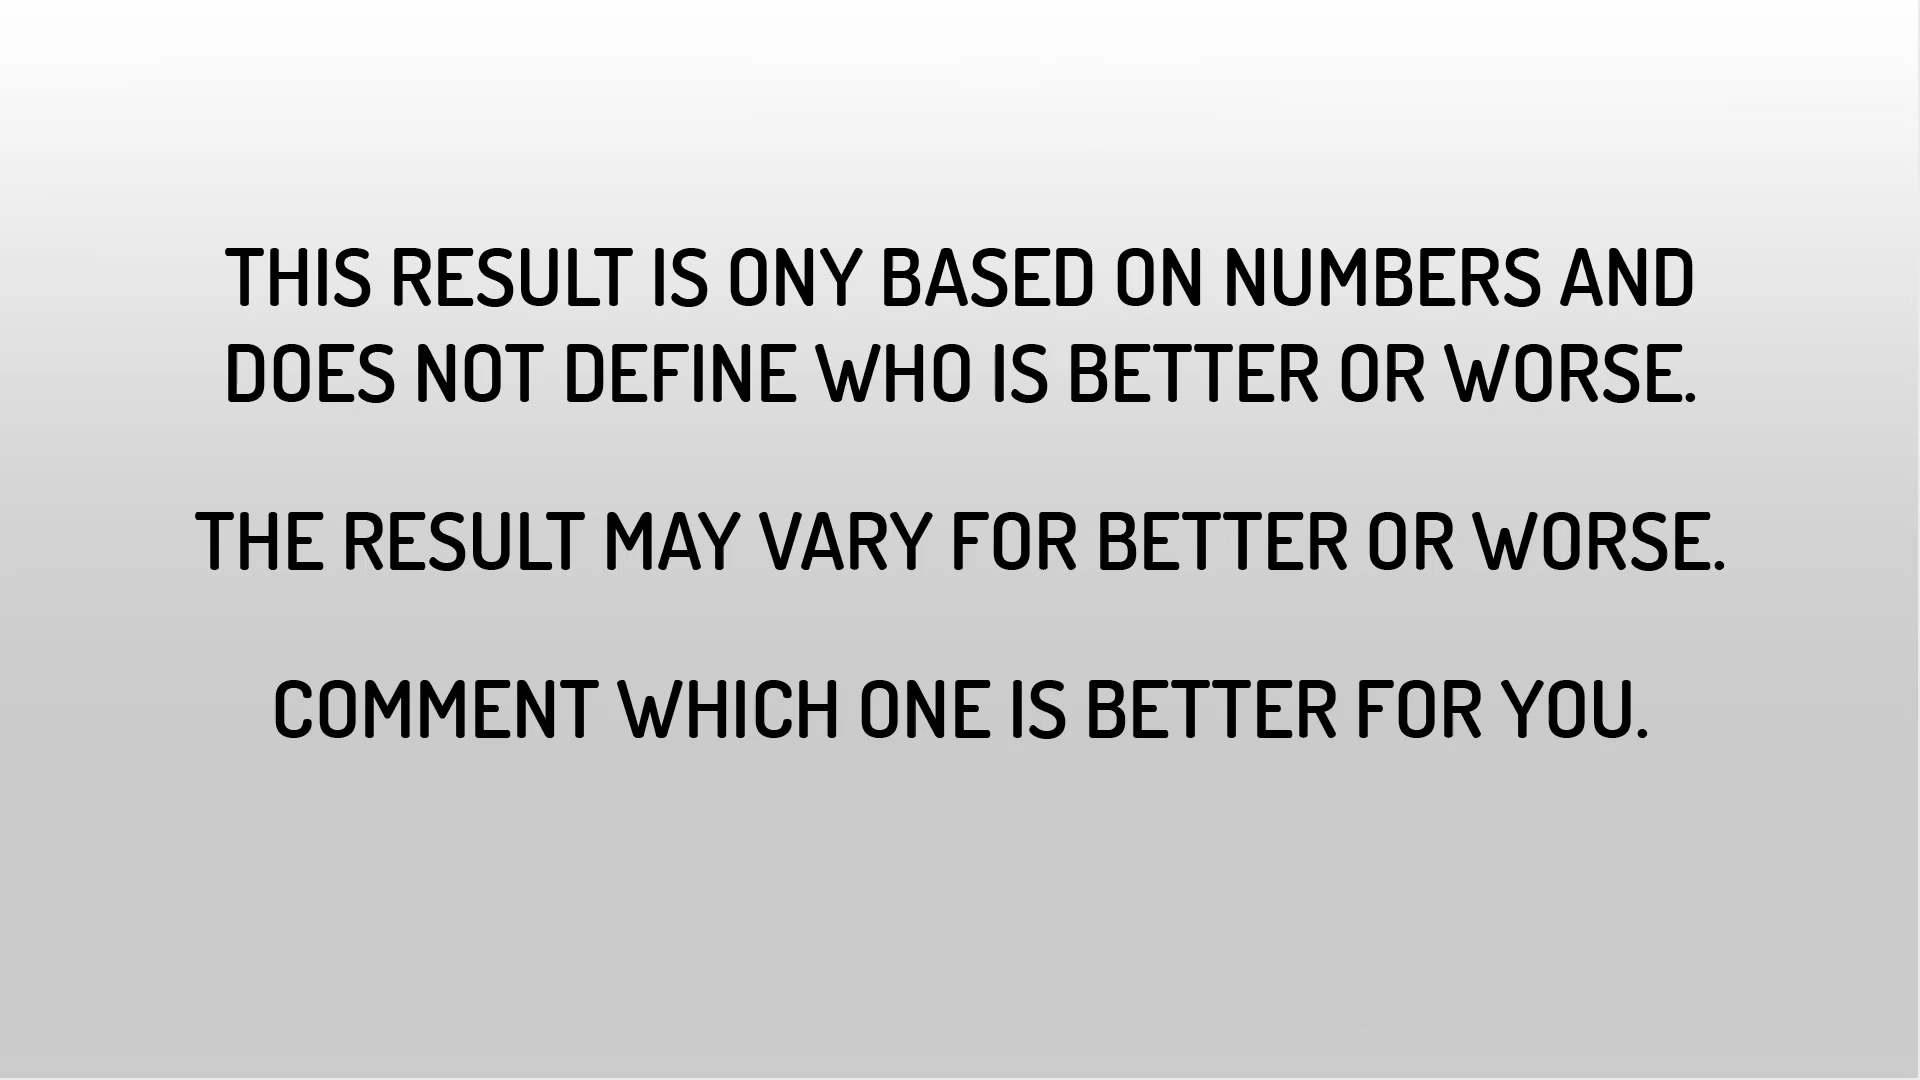 THIS RESULT IS ONY BASED ON NUMBERS AND
DOES NOT DEFINE WHO IS BETTER OR WORSE.
THE RESULT MAY VARY FOR BETTER OR WORSE.
COMMENT WHICH ONE IS BETTER FOR YOU.